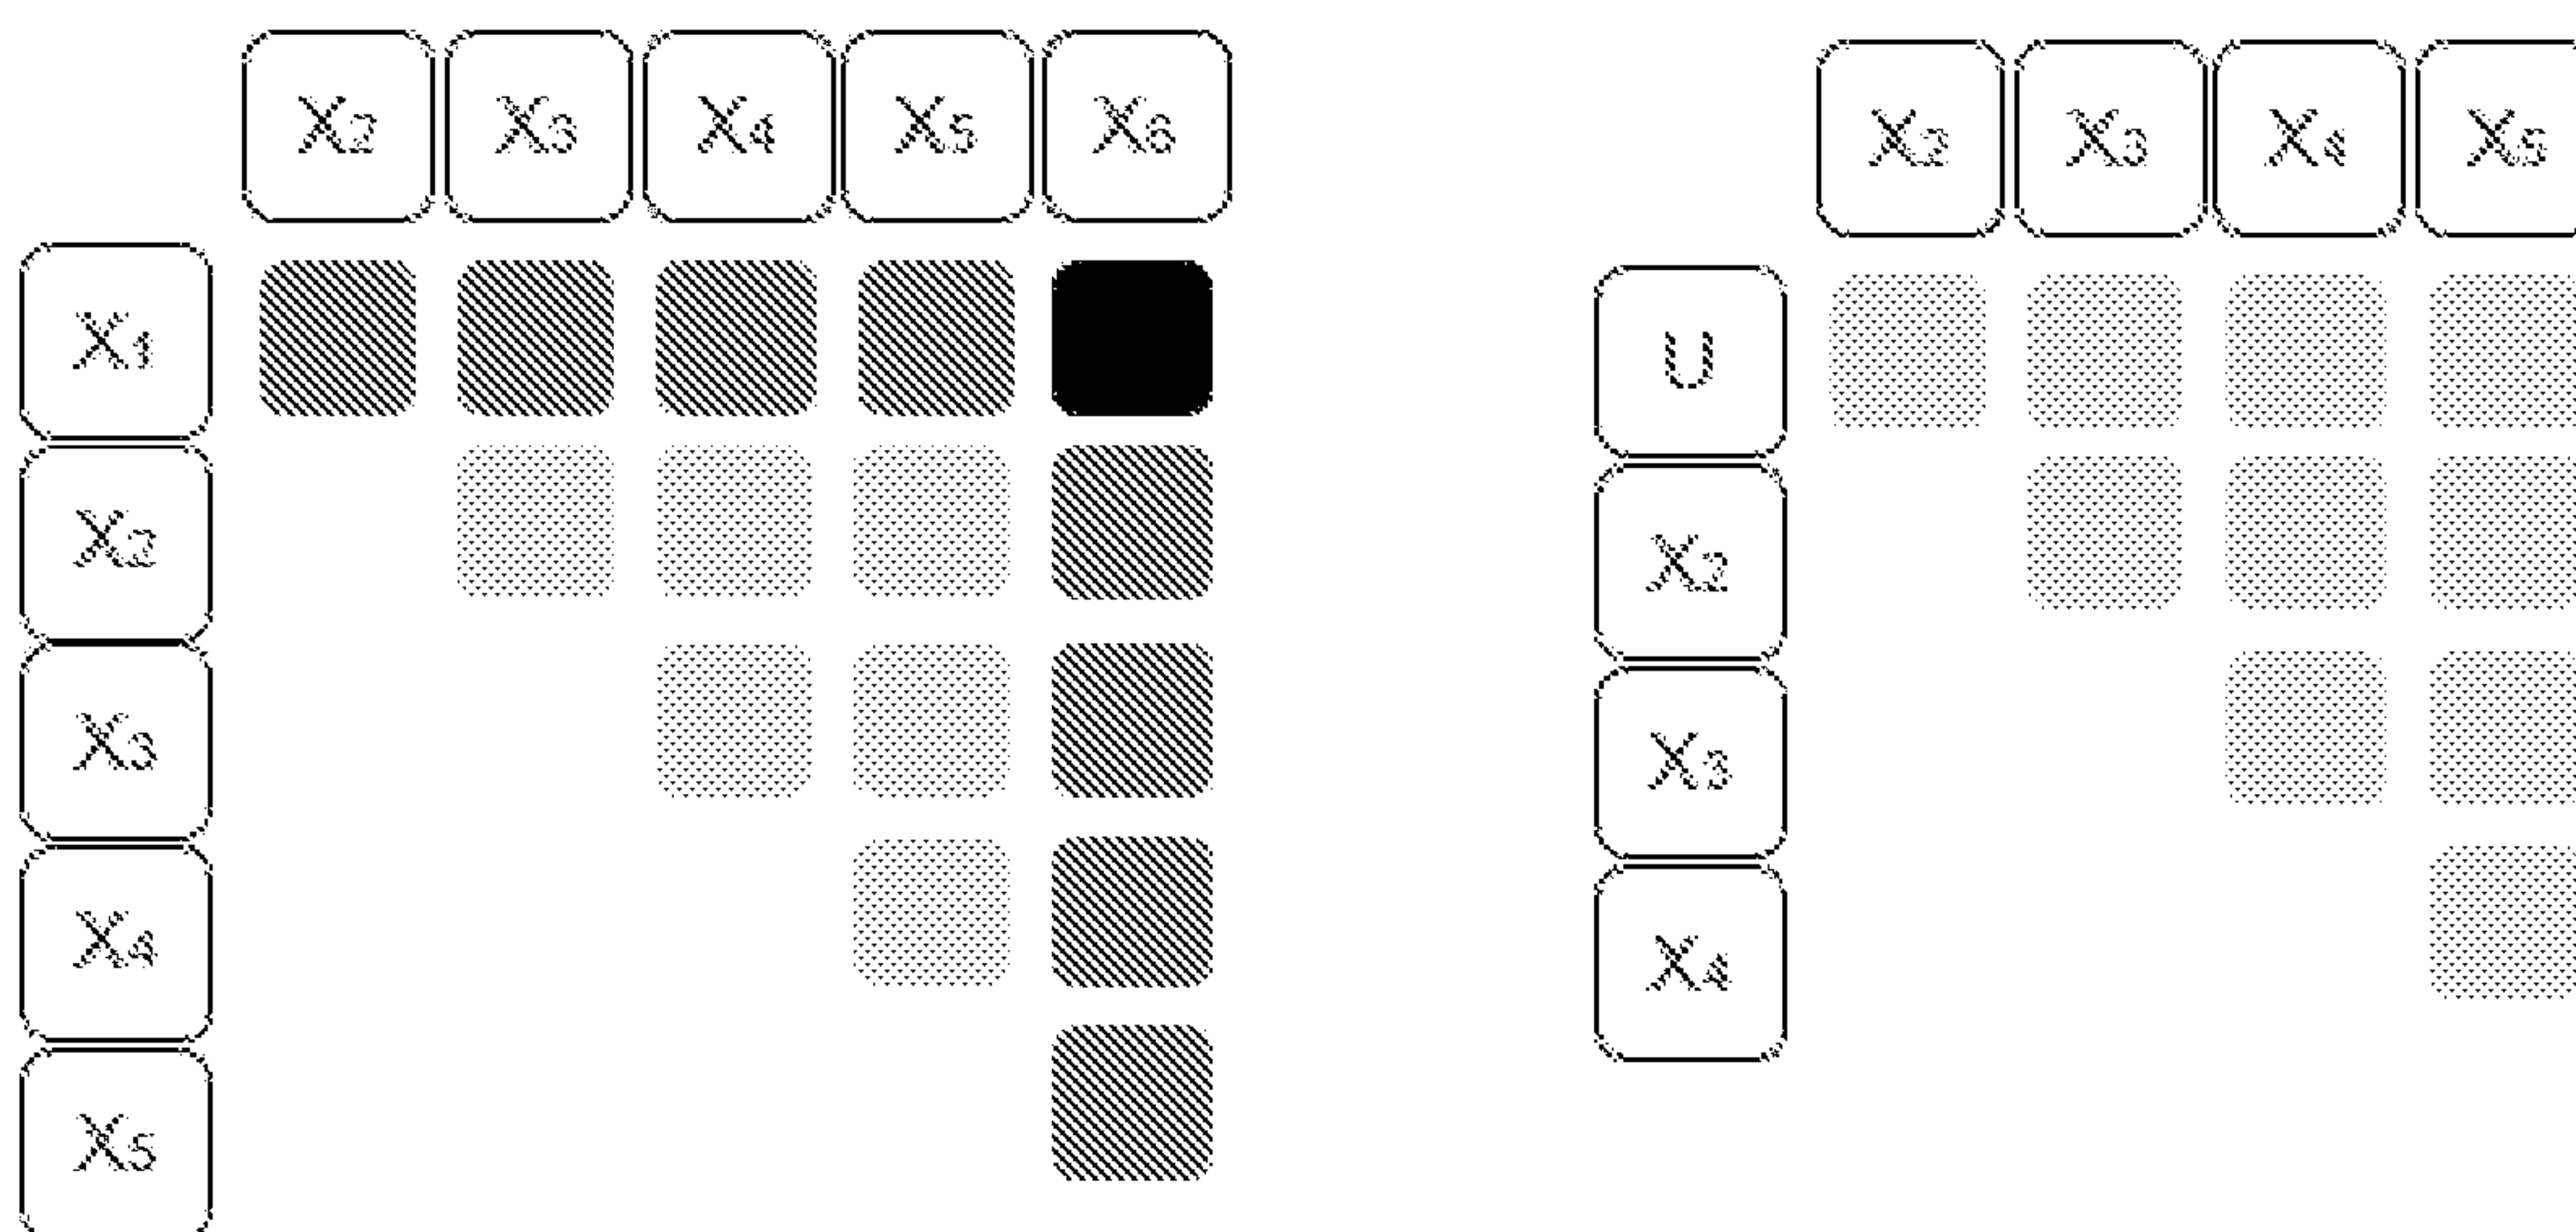 X₂ X₃ X₄ X₅ X₆
X₁
X₂
X₃
X₄
X₅
X₂ X₃ X₄ X₅
U
X₂
X₃
X₄